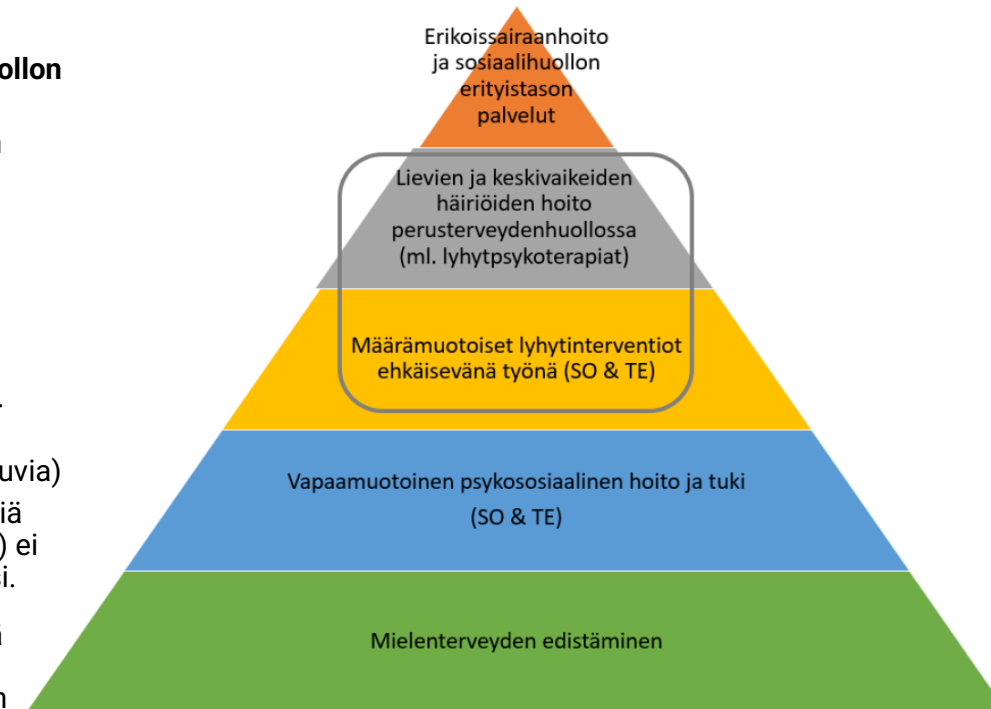 ollon
uvia)
iä
) ei
si.
Erikoissairaanhoito
ja sosiaalihuollon
erityistason
palvelut
Lievien ja keskivaikeiden
häiriöiden hoito
perusterveydenhuollossa
(ml. lyhytpsykoterapiat)
Määrämuotoiset lyhytinterventiot
ehkäisevänä työnä (SO & TE)
Vapaamuotoinen psykososiaalinen hoito ja tuki
(SO & TE)
Mielenterveyden edistäminen